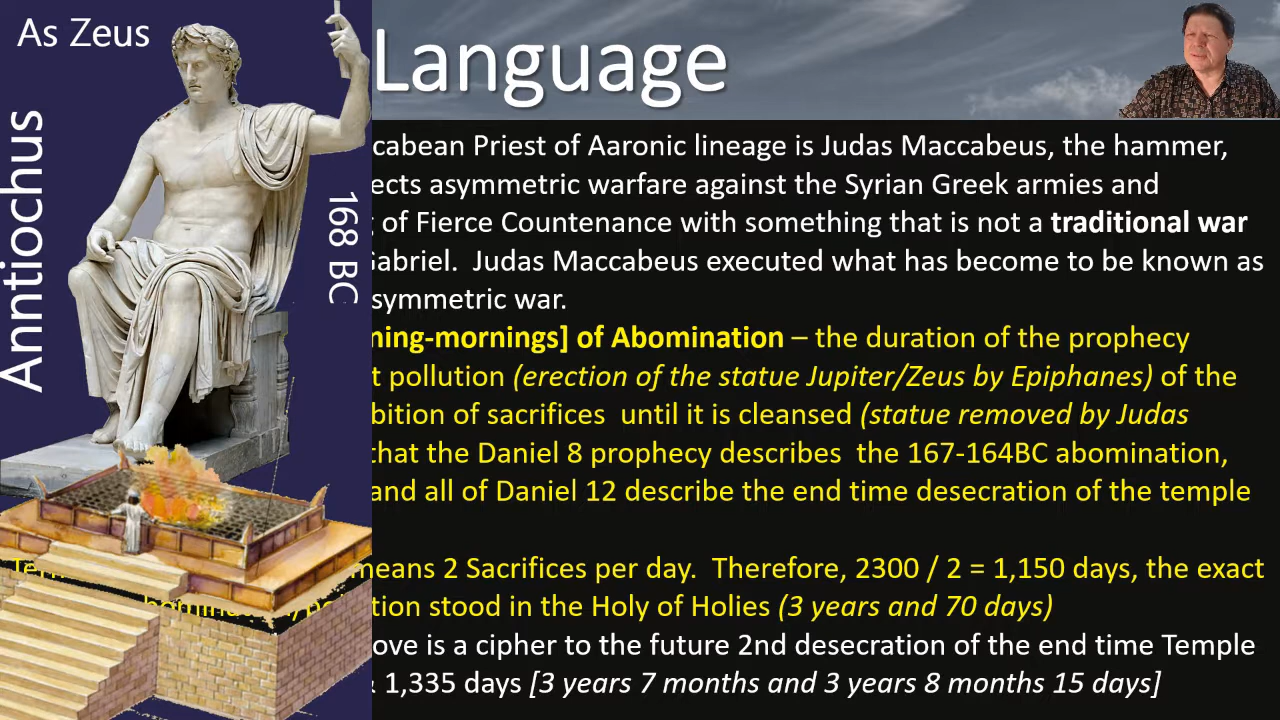 As Zeus
Anntiochus
168 BC
Language
cabean Priest of Aaronic lineage is Judas Maccabeus, the hammer,
ects asymmetric warfare against the Syrian Greek armies and
of Fierce Countenance with something that is not a traditional war
Gabriel. Judas Maccabeus executed what has become to be known as
symmetric war.
ning-mornings] of Abomination – the duration of the prophecy
t pollution (erection of the statue Jupiter/Zeus by Epiphanes) of the
bition of sacrifices until it is cleansed (statue removed by Judas
that the Daniel 8 prophecy describes the 167-164BC abomination,
and all of Daniel 12 describe the end time desecration of the temple
means 2 Sacrifices per day. Therefore, 2300 / 2 = 1,150 days, the exact
tion stood in the Holy of Holies (3 years and 70 days)
ove is a cipher to the future 2nd desecration of the end time Temple
& 1,335 days [3 years 7 months and 3 years 8 months 15 days]